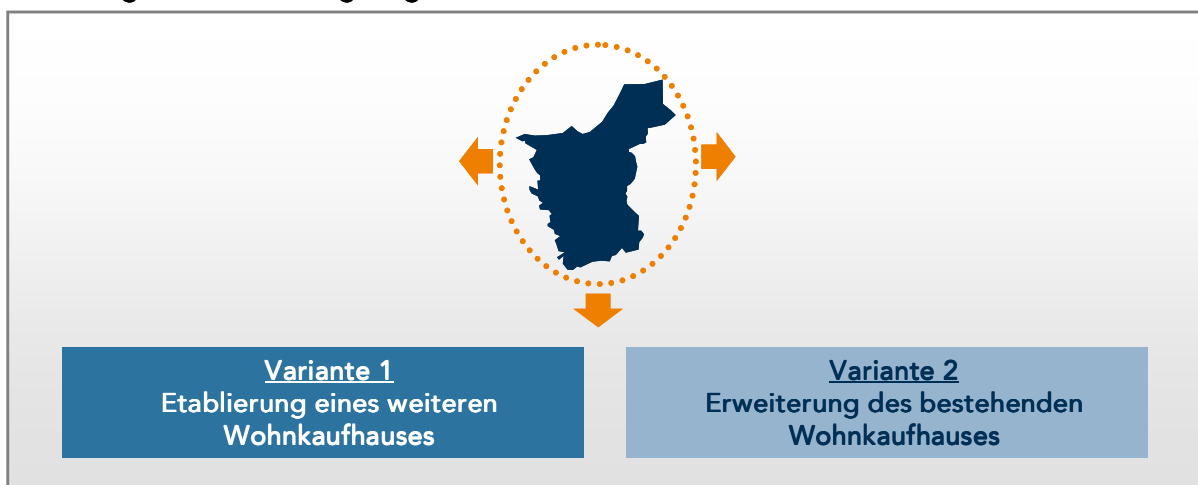 Variante 1
Etablierung eines weiteren
Wohnkaufhauses
Variante 2
Erweiterung des bestehenden
Wohnkaufhauses